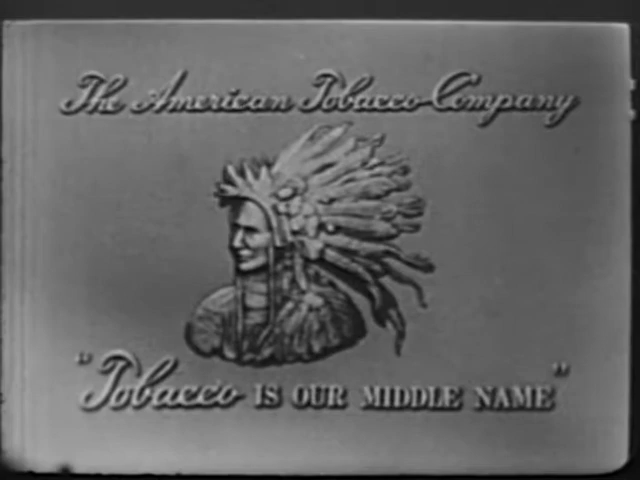 The American Tobacco Company
"Tobacco IS OUR MIDDLE NAME"